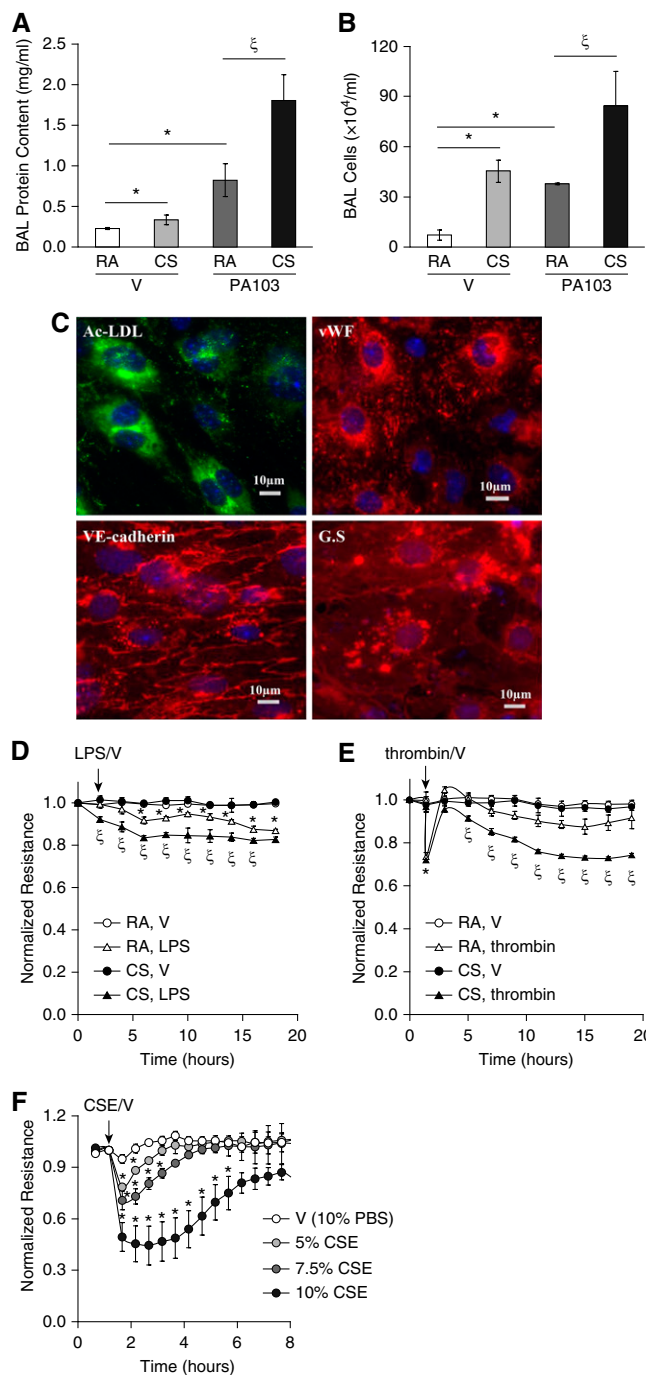 A
BAL Protein Content (mg/ml)
2.5
2.0
1.5
1.0
0.5
0.0
*
*
ξ
RA CS RA CS
V PA103
B
BAL Cells (×10⁴/ml)
120
90
60
30
0
*
*
ξ
RA CS RA CS
V PA103
C
Ac-LDL
10μm
vWF
10μm
VE-cadherin
10μm
G.S
10μm
D
LPS/V
Normalized Resistance
1.0
0.8
0.6
0.4
0.2
0.0
* * * * * * *
ξ ξ ξ ξ ξ ξ ξ ξ
RA, V
RA, LPS
CS, V
CS, LPS
0 5 10 15 20
Time (hours)
E
thrombin/V
Normalized Resistance
1.0
0.8
0.6
0.4
0.2
0.0
*
ξ ξ ξ ξ ξ ξ ξ ξ
RA, V
RA, thrombin
CS, V
CS, thrombin
0 5 10 15 20
Time (hours)
F
CSE/V
Normalized Resistance
1.2
0.9
0.6
0.3
0.0
* * *
* * * *
* * * * * * * *
V (10% PBS)
5% CSE
7.5% CSE
10% CSE
0 2 4 6 8
Time (hours)